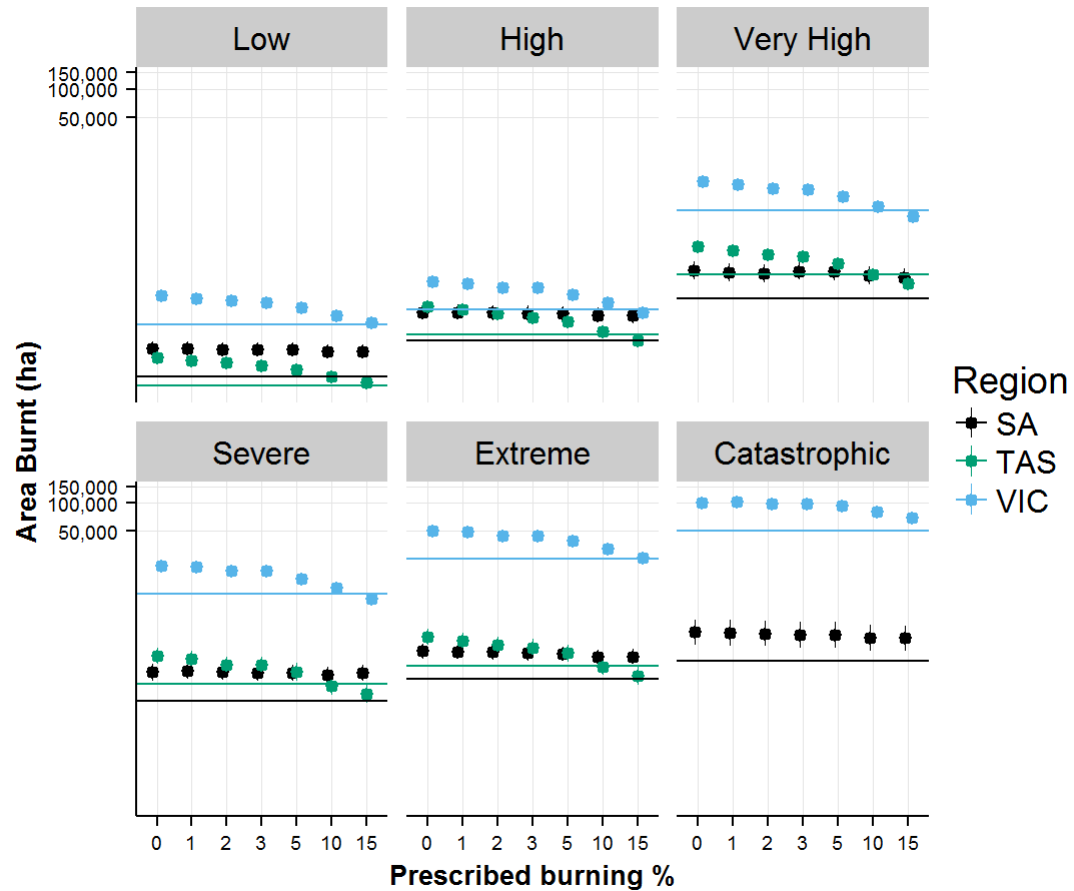 Low High Very High
150,000
100,000
50,000
Area Burnt (ha)
Severe Extreme Catastrophic
150,000
100,000
50,000
0 1 2 3 5 10 15 0 1 2 3 5 10 15 0 1 2 3 5 10 15
Prescribed burning %
Region
SA
TAS
VIC